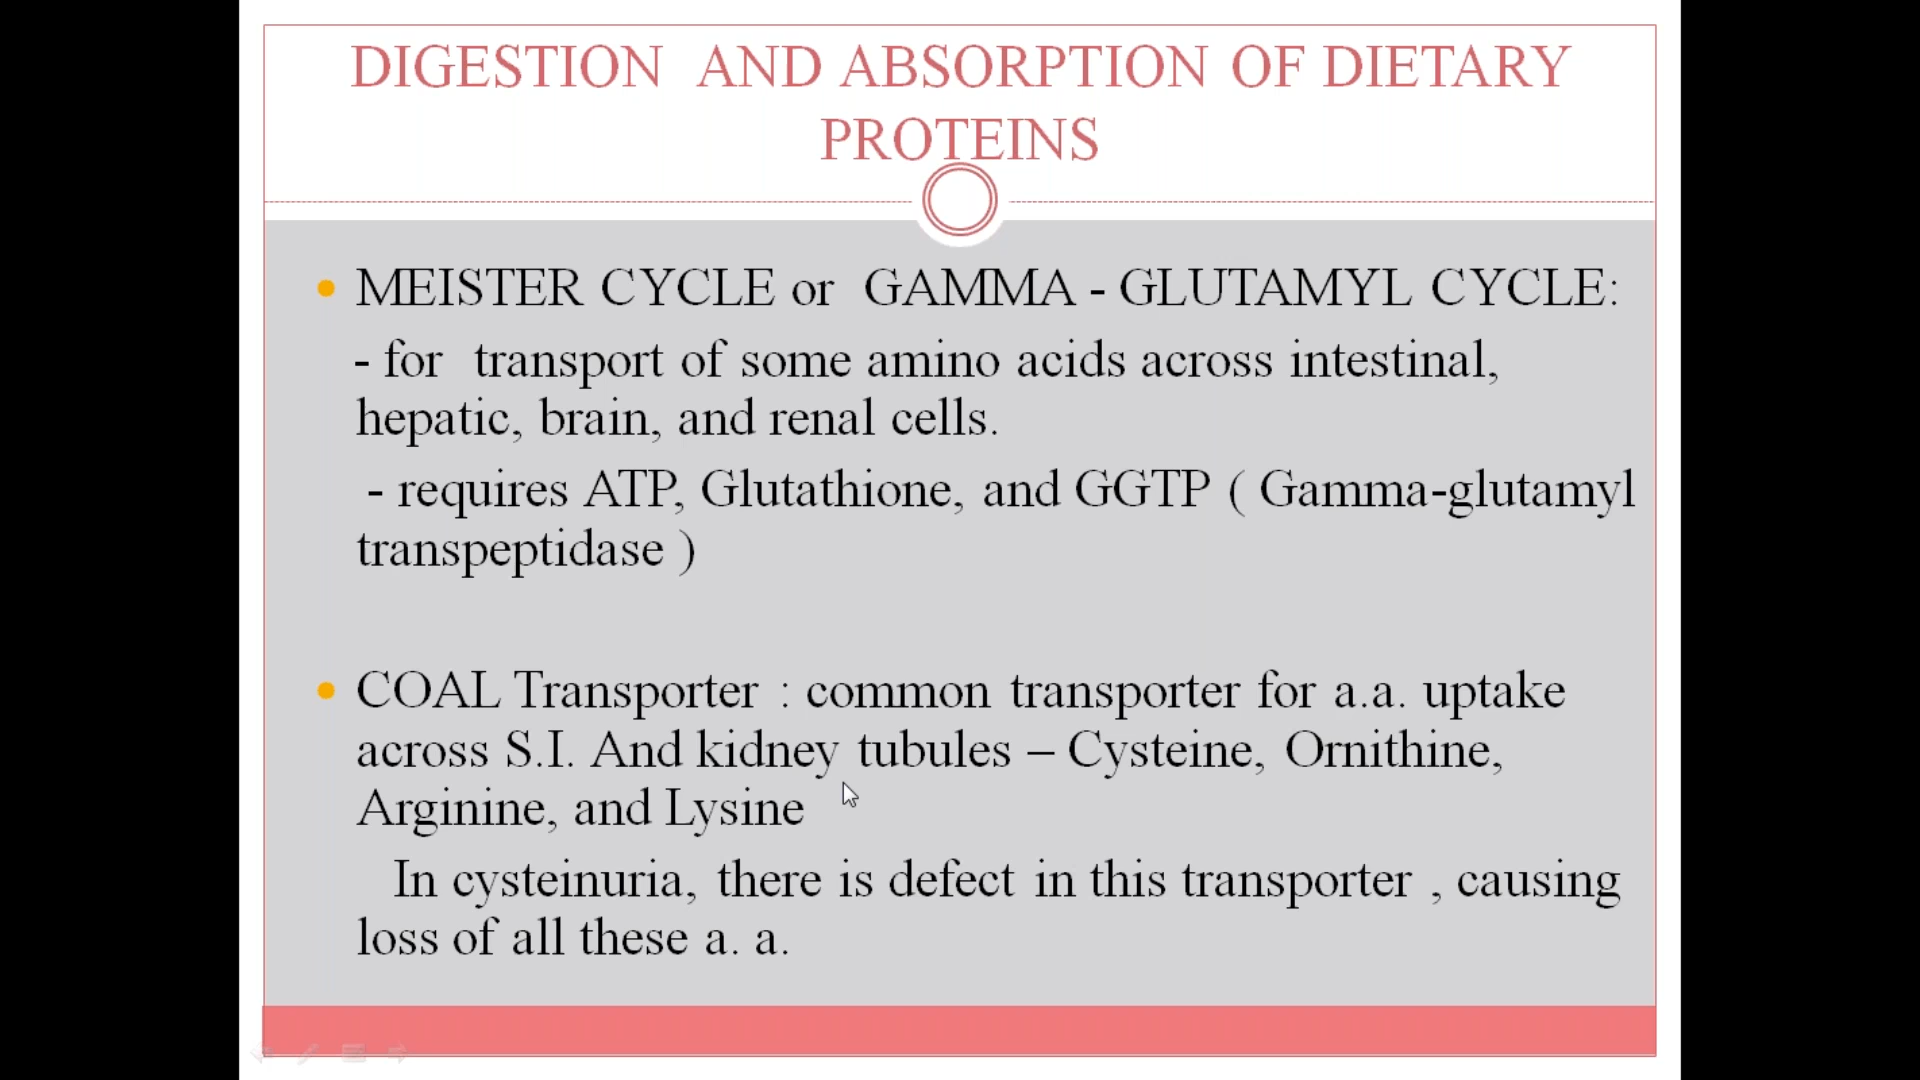 DIGESTION AND ABSORPTION OF DIETARY
PROTEINS
• MEISTER CYCLE or GAMMA - GLUTAMYL CYCLE:
- for transport of some amino acids across intestinal,
hepatic, brain, and renal cells.
- requires ATP, Glutathione, and GGTP ( Gamma-glutamyl
transpeptidase )
• COAL Transporter : common transporter for a.a. uptake
across S.I. And kidney tubules – Cysteine, Ornithine,
Arginine, and Lysine
In cysteinuria, there is defect in this transporter , causing
loss of all these a. a.